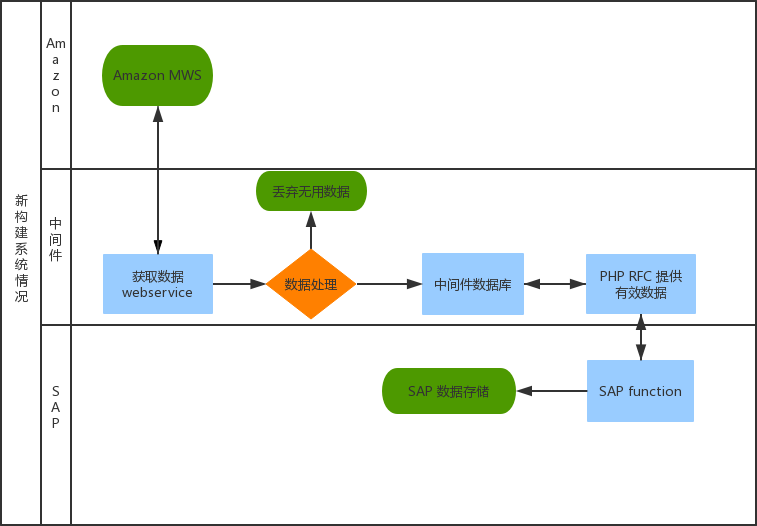 新构建系统情况
Amazon
Amazon MWS
中间件
丢弃无用数据
获取数据
webservice
数据处理
中间件数据库
PHP RFC 提供
有效数据
SAP
SAP 数据存储
SAP function